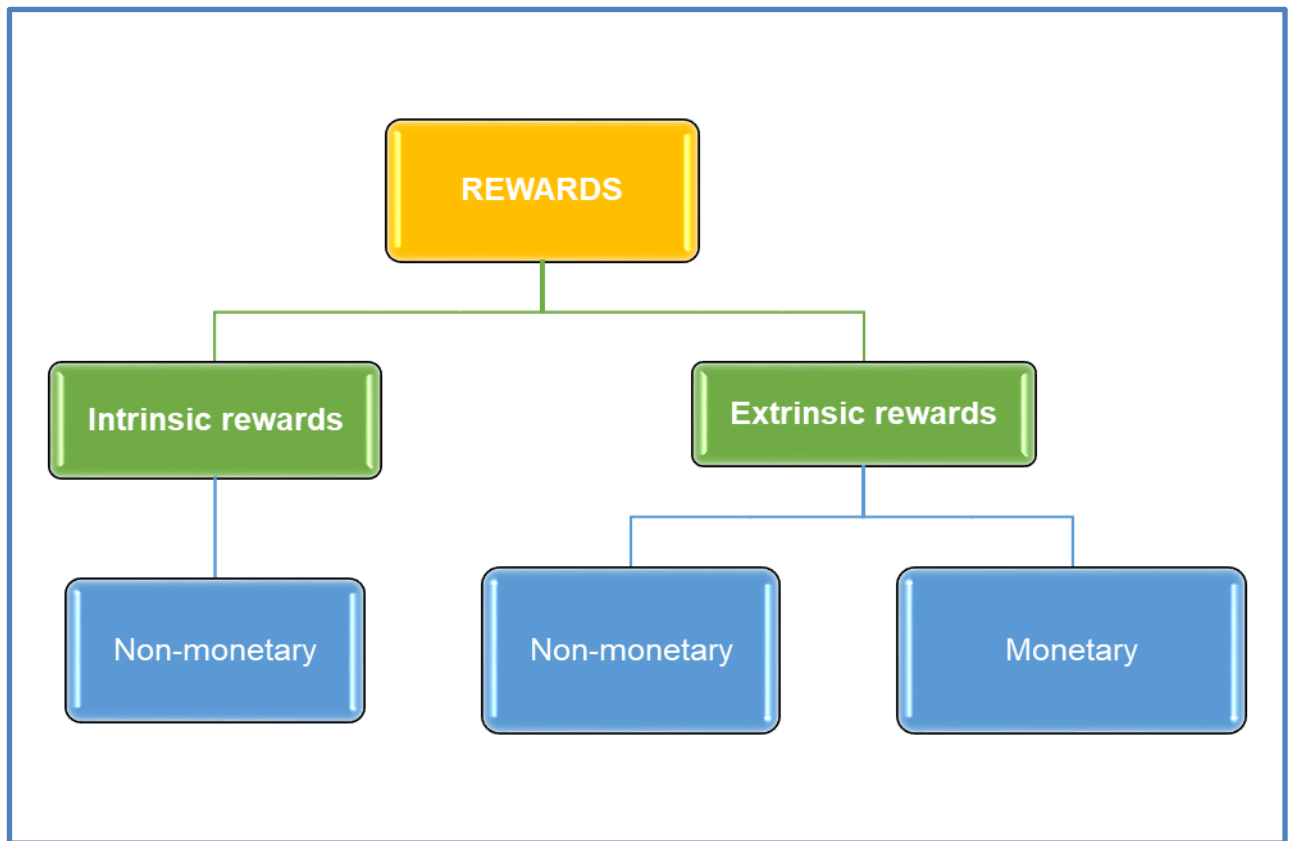 REWARDS
Intrinsic rewards
Extrinsic rewards
Non-monetary
Non-monetary
Monetary